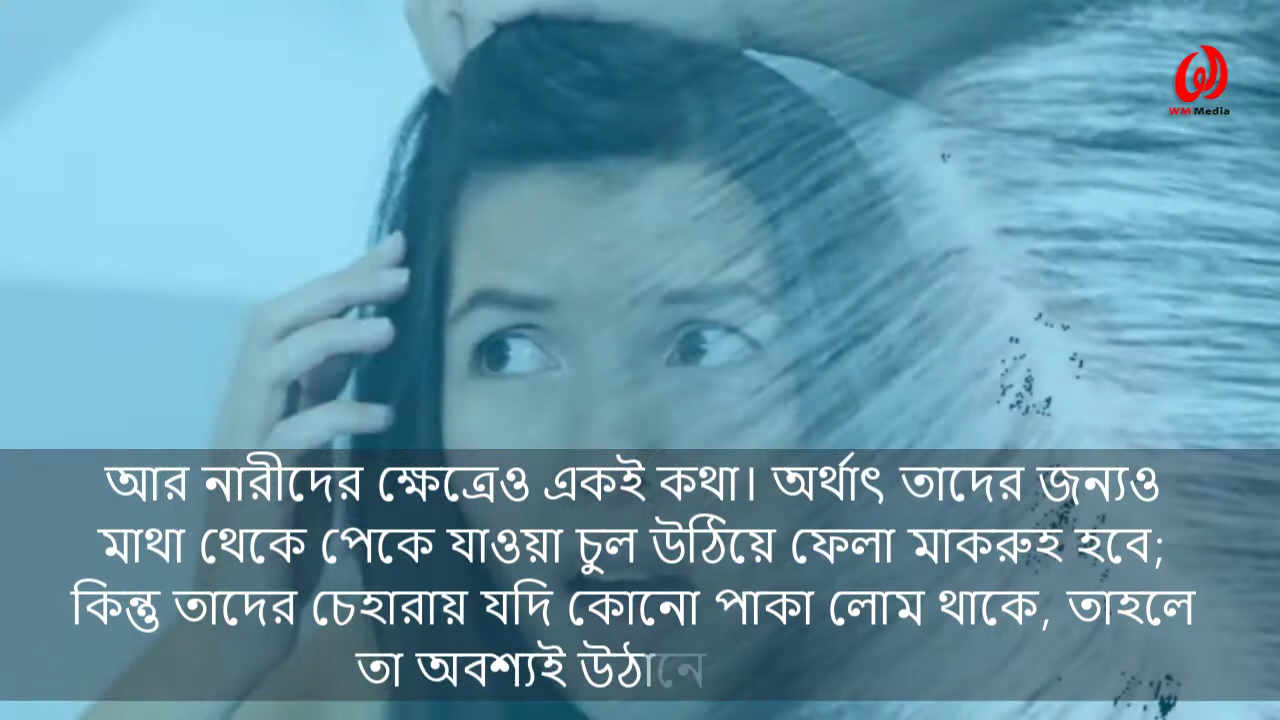 WM Media
আর নারীদের ক্ষেত্রেও একই কথা। অর্থাৎ তাদের জন্যও
মাথা থেকে পেকে যাওয়া চুল উঠিয়ে ফেলা মাকরুহ হবে;
কিন্তু তাদের চেহারায় যদি কোনো পাকা লোম থাকে, তাহলে
তা অবশ্যই উঠানে